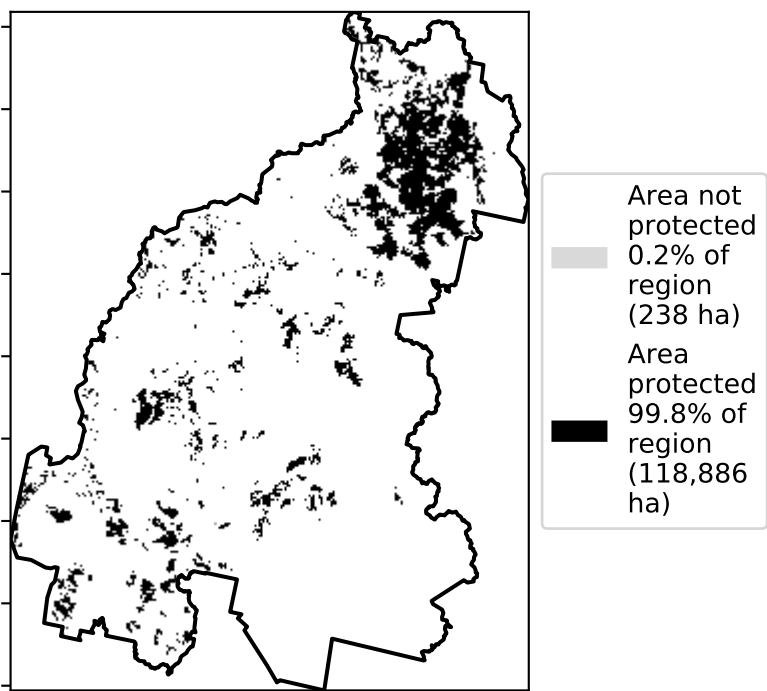 Area not
protected
0.2% of
region
(238 ha)
Area
protected
99.8% of
region
(118,886
ha)